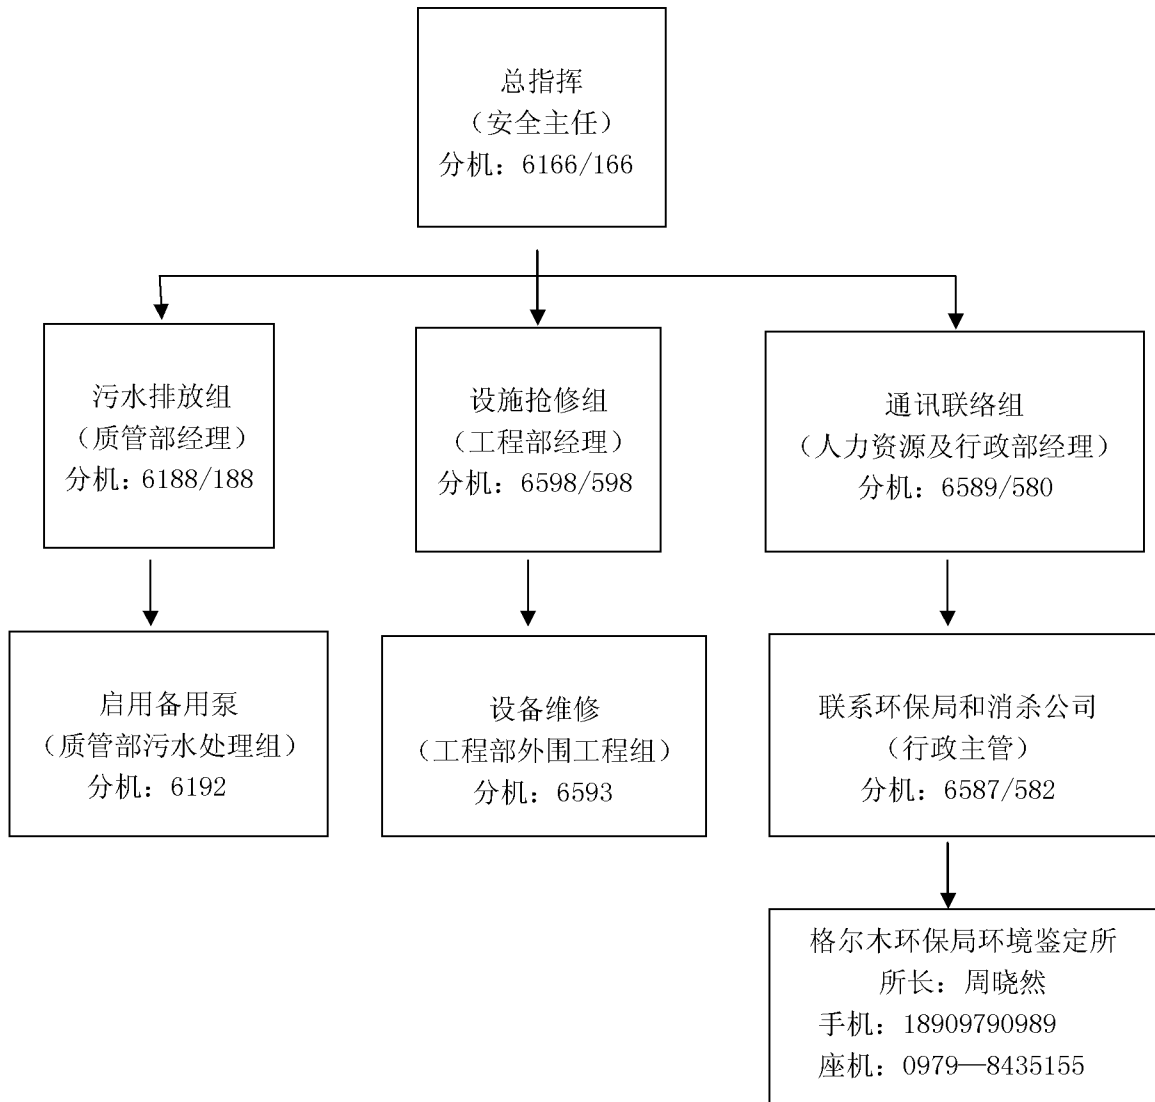 总指挥
（安全主任）
分机：6166/166
污水排放组
（质管部经理）
分机：6188/188
设施抢修组
（工程部经理）
分机：6598/598
通讯联络组
（人力资源及行政部经理）
分机：6589/580
启用备用泵
（质管部污水处理组）
分机：6192
设备维修
（工程部外围工程组）
分机：6593
联系环保局和消杀公司
（行政主管）
分机：6587/582
格尔木环保局环境鉴定所
所长：周晓然
手机：18909790989
座机：0979—8435155